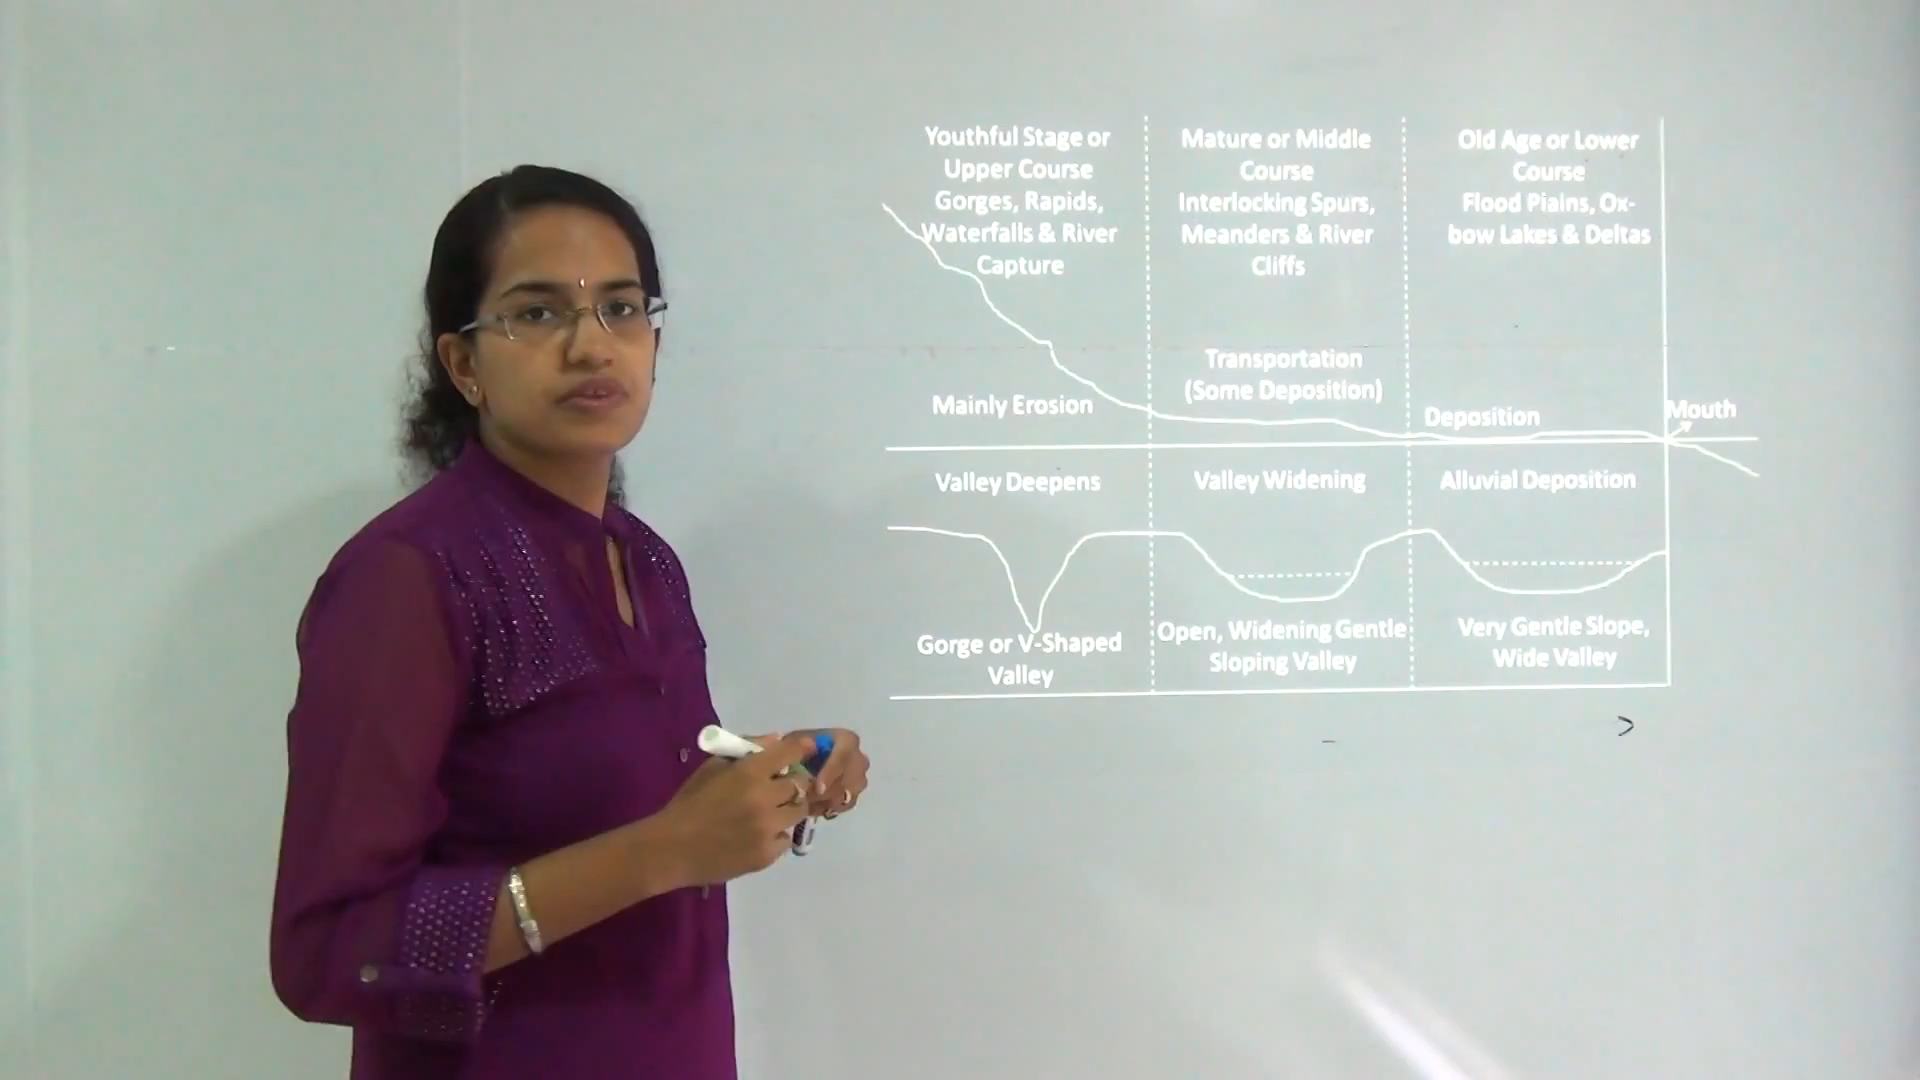 Youthful Stage or
Upper Course
Gorges, Rapids,
Waterfalls & River
Capture
Mature or Middle
Course
Interlocking Spurs,
Meanders & River
Cliffs
Old Age or Lower
Course
Flood Plains, Ox-
bow Lakes & Deltas
Mainly Erosion
Transportation
(Some Deposition)
Deposition
Mouth
Valley Deepens
Valley Widening
Alluvial Deposition
Gorge or V-Shaped
Valley
Open, Widening Gentle
Sloping Valley
Very Gentle Slope,
Wide Valley